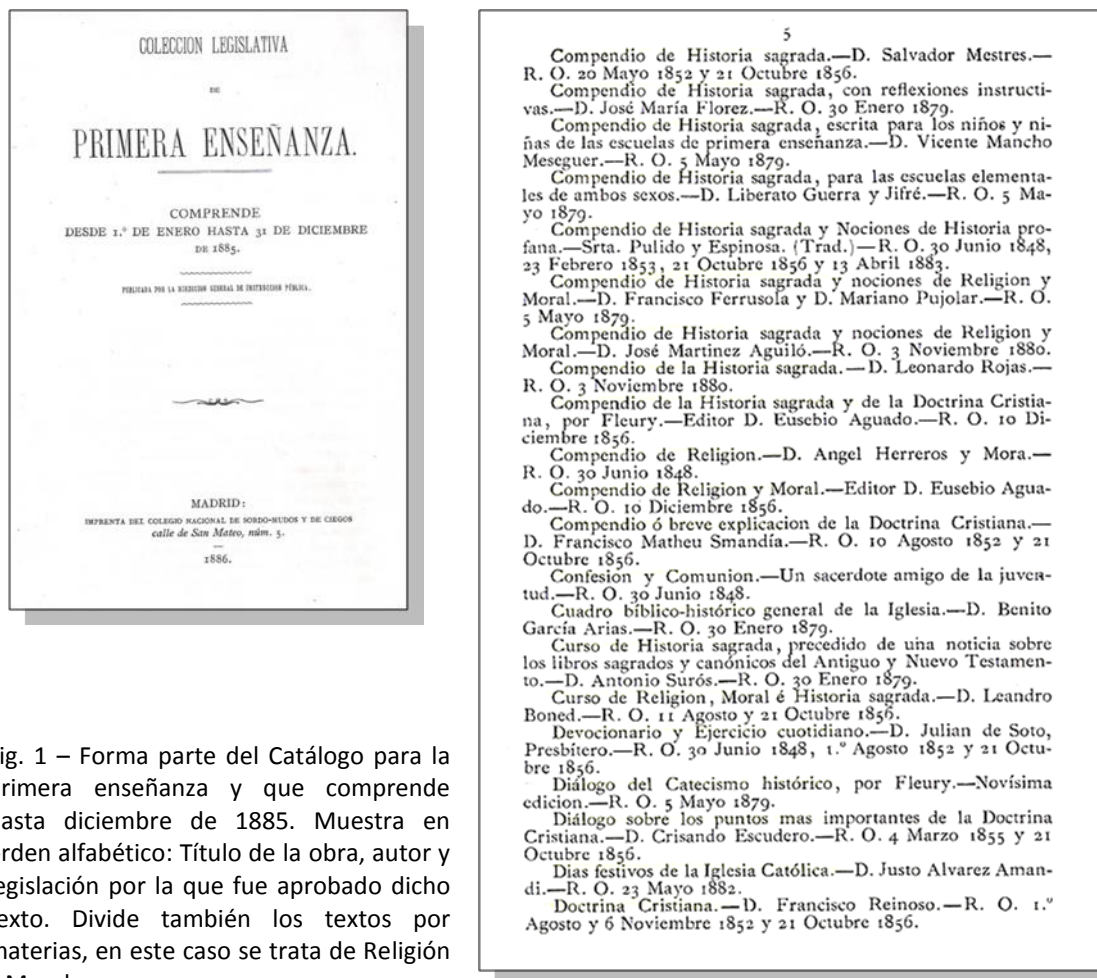 COLECCION LEGISLATIVA
DE
PRIMERA ENSEÑANZA.
COMPRENDE
DESDE 1.º DE ENERO HASTA 31 DE DICIEMBRE
DE 1885.
PUBLICADA POR LA DIRECCION GENERAL DE INSTRUCCION PÚBLICA.
MADRID:
IMPRENTA DEL COLEGIO NACIONAL DE SORDO-MUDOS Y DE CIEGOS
calle de San Mateo, núm. 5.
1886.
ig. 1 – Forma parte del Catálogo para la
rimera enseñanza y que comprende
asta diciembre de 1885. Muestra en
rden alfabético: Título de la obra, autor y
egislación por la que fue aprobado dicho
exto. Divide también los textos por
naterias, en este caso se trata de Religión
5
Compendio de Historia sagrada.—D. Salvador Mestres.—
R. O. 20 Mayo 1852 y 21 Octubre 1856.
Compendio de Historia sagrada, con reflexiones instructi-
vas.—D. José María Florez.—R. O. 30 Enero 1879.
Compendio de Historia sagrada, escrita para los niños y ni-
ñas de las escuelas de primera enseñanza.—D. Vicente Mancho
Meseguer.—R. O. 5 Mayo 1879.
Compendio de Historia sagrada, para las escuelas elementa-
les de ambos sexos.—D. Liberato Guerra y Jifré.—R. O. 5 Ma-
yo 1879.
Compendio de Historia sagrada y Nociones de Historia pro-
fana.—Srta. Pulido y Espinosa. (Trad.)—R. O. 30 Junio 1848,
23 Febrero 1853, 21 Octubre 1856 y 13 Abril 1883.
Compendio de Historia sagrada y nociones de Religion y
Moral.—D. Francisco Ferrusola y D. Mariano Pujolar.—R. O.
5 Mayo 1879.
Compendio de Historia sagrada y nociones de Religion y
Moral.—D. José Martinez Aguiló.—R. O. 3 Noviembre 1880.
Compendio de la Historia sagrada.—D. Leonardo Rojas.—
R. O. 3 Noviembre 1880.
Compendio de la Historia sagrada y de la Doctrina Cristia-
na, por Fleury.—Editor D. Eusebio Aguado.—R. O. 10 Di-
ciembre 1856.
Compendio de Religion.—D. Angel Herreros y Mora.—
R. O. 30 Junio 1848.
Compendio de Religion y Moral.—Editor D. Eusebio Agua-
do.—R. O. 10 Diciembre 1856.
Compendio ó breve explicacion de la Doctrina Cristiana.—
D. Francisco Matheu Smandía.—R. O. 10 Agosto 1852 y 21
Octubre 1856.
Confesion y Comunion.—Un sacerdote amigo de la juven-
tud.—R. O. 30 Junio 1848.
Cuadro bíblico-histórico general de la Iglesia.—D. Benito
García Arias.—R. O. 30 Enero 1879.
Curso de Historia sagrada, precedido de una noticia sobre
los libros sagrados y canónicos del Antiguo y Nuevo Testamen-
to.—D. Antonio Surós.—R. O. 30 Enero 1879.
Curso de Religion, Moral é Historia sagrada.—D. Leandro
Boned.—R. O. 11 Agosto y 21 Octubre 1856.
Devocionario y Ejercicio cuotidiano.—D. Julian de Soto,
Presbítero.—R. O. 30 Junio 1848, 1.º Agosto 1852 y 21 Octu-
bre 1856.
Diálogo del Catecismo histórico, por Fleury.—Novísima
edicion.—R. O. 5 Mayo 1879.
Diálogo sobre los puntos mas importantes de la Doctrina
Cristiana.—D. Crisando Escudero.—R. O. 4 Marzo 1855 y 21
Octubre 1856.
Dias festivos de la Iglesia Católica.—D. Justo Alvarez Aman-
di.—R. O. 23 Mayo 1882.
Doctrina Cristiana.—D. Francisco Reinoso.—R. O. 1.º
Agosto y 6 Noviembre 1852 y 21 Octubre 1856.